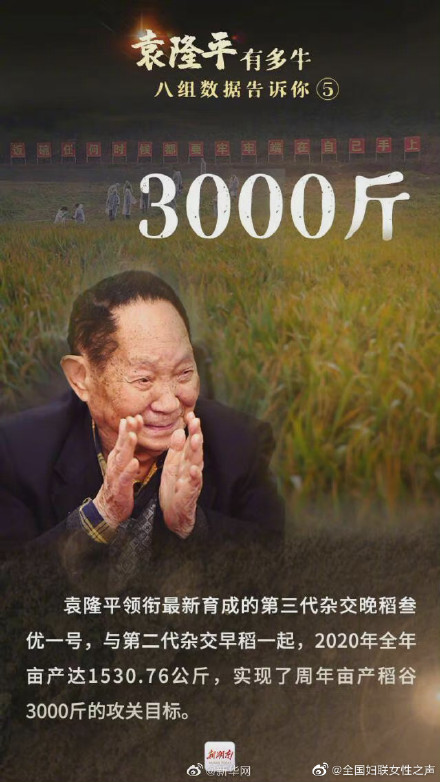 袁隆平有多牛
八组数据告诉你⑤
饭碗任何时候都要牢牢端在自己手上
3000斤
袁隆平领衔最新育成的第三代杂交晚稻叁
优一号，与第二代杂交早稻一起，2020年全年
亩产达1530.76公斤，实现了周年亩产稻谷
3000斤的攻关目标。
新湖南
@新华网
@全国妇联女性之声